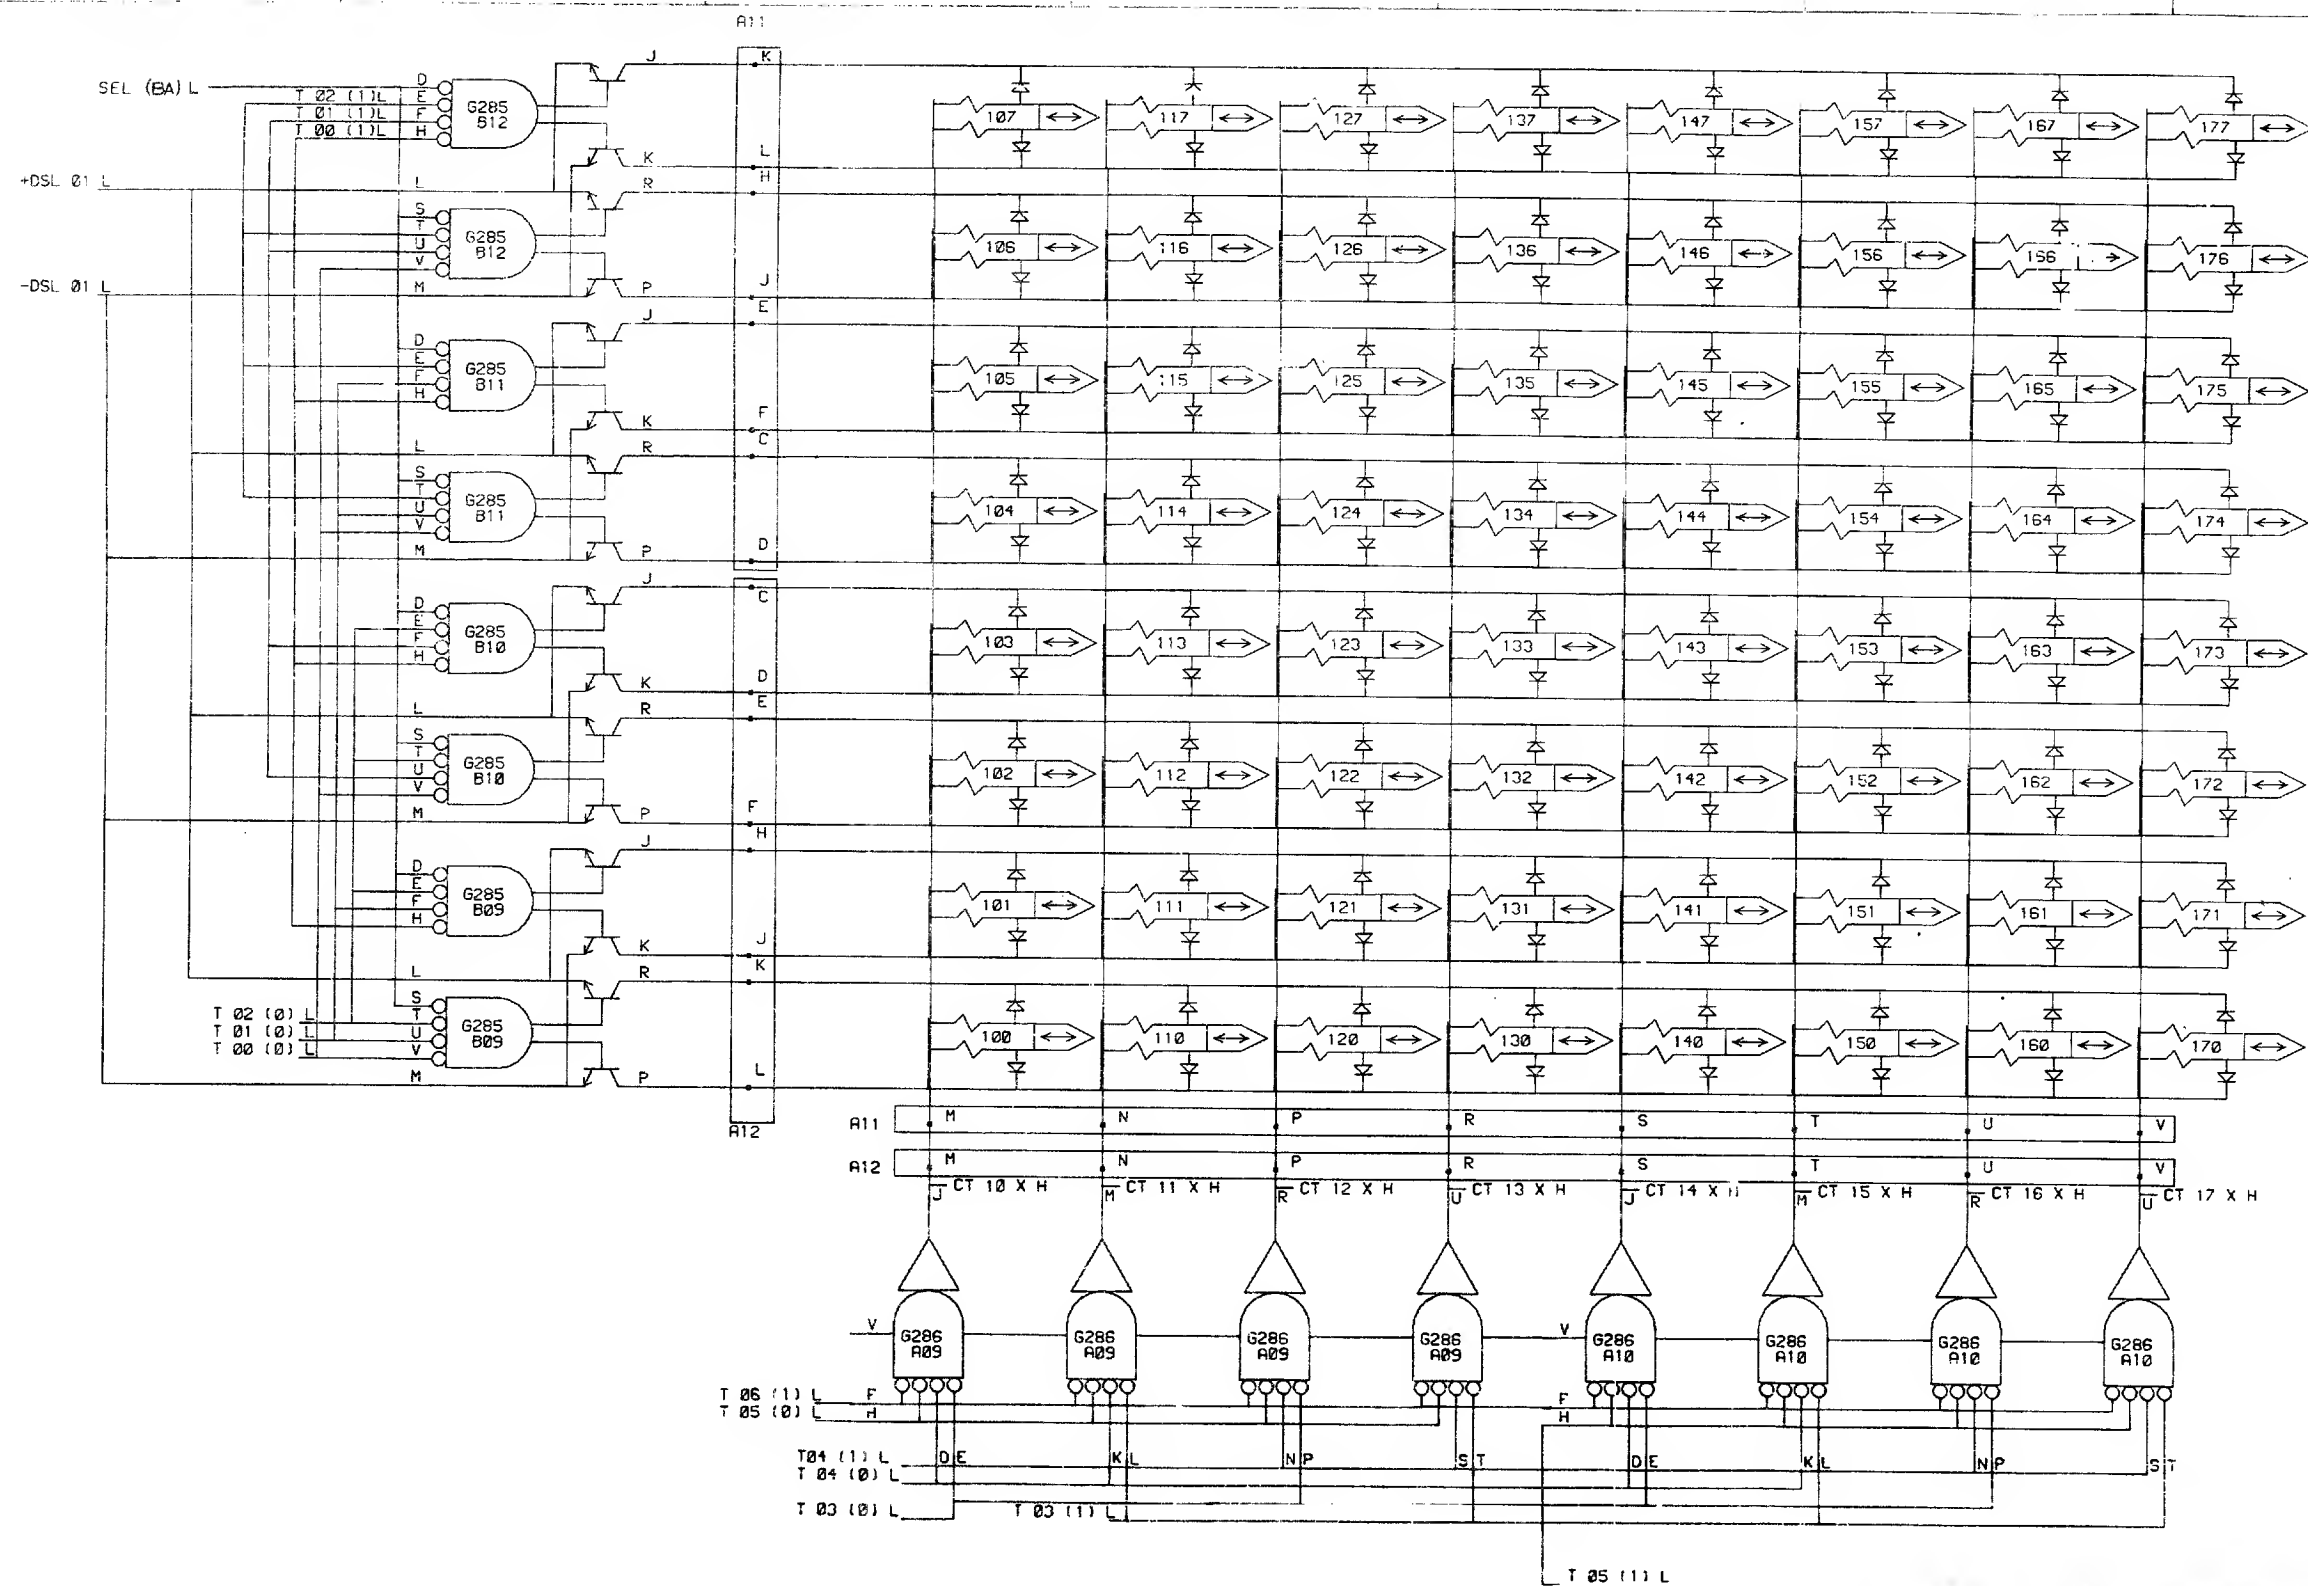 A11
SEL (BA) L
D
E
F
H
T 02 (1)L
T 01 (1)L
T 00 (1)L
G285
B12
J
K
K
L
107 117 127 137 147 157 167 177
+DSL 01 L
L
R
H
S
T
U
V
G285
B12
106 116 126 136 146 156 166 176
-DSL 01 L
M
P
J
J
E
D
E
F
H
G285
B11
105 115 125 135 145 155 165 175
K
F
L
R
C
S
T
U
V
G285
B11
104 114 124 134 144 154 164 174
M
P
D
J
C
D
E
F
H
G285
B10
103 113 123 133 143 153 163 173
K
D
L
R
E
S
T
U
V
G285
B10
102 112 122 132 142 152 162 172
M
P
F
J
H
D
E
F
H
G285
B09
101 111 121 131 141 151 161 171
K
J
L
R
K
S
T
U
V
T 02 (0) L
T 01 (0) L
T 00 (0) L
G285
B09
100 110 120 130 140 150 160 170
M
P
L
A12
A11 M N P R S T U V
A12 M N P R S T U V
J CT 10 X H M CT 11 X H R CT 12 X H U CT 13 X H J CT 14 X H M CT 15 X H R CT 16 X H U CT 17 X H
V V
G286 G286 G286 G286 G286 G286 G286 G286
A09 A09 A09 A09 A10 A10 A10 A10
T 06 (1) L F F
T 05 (0) L H H
T04 (1) L D E K L N P S T D E K L N P S T
T 04 (0) L
T 03 (0) L T 03 (1) L
T 05 (1) L